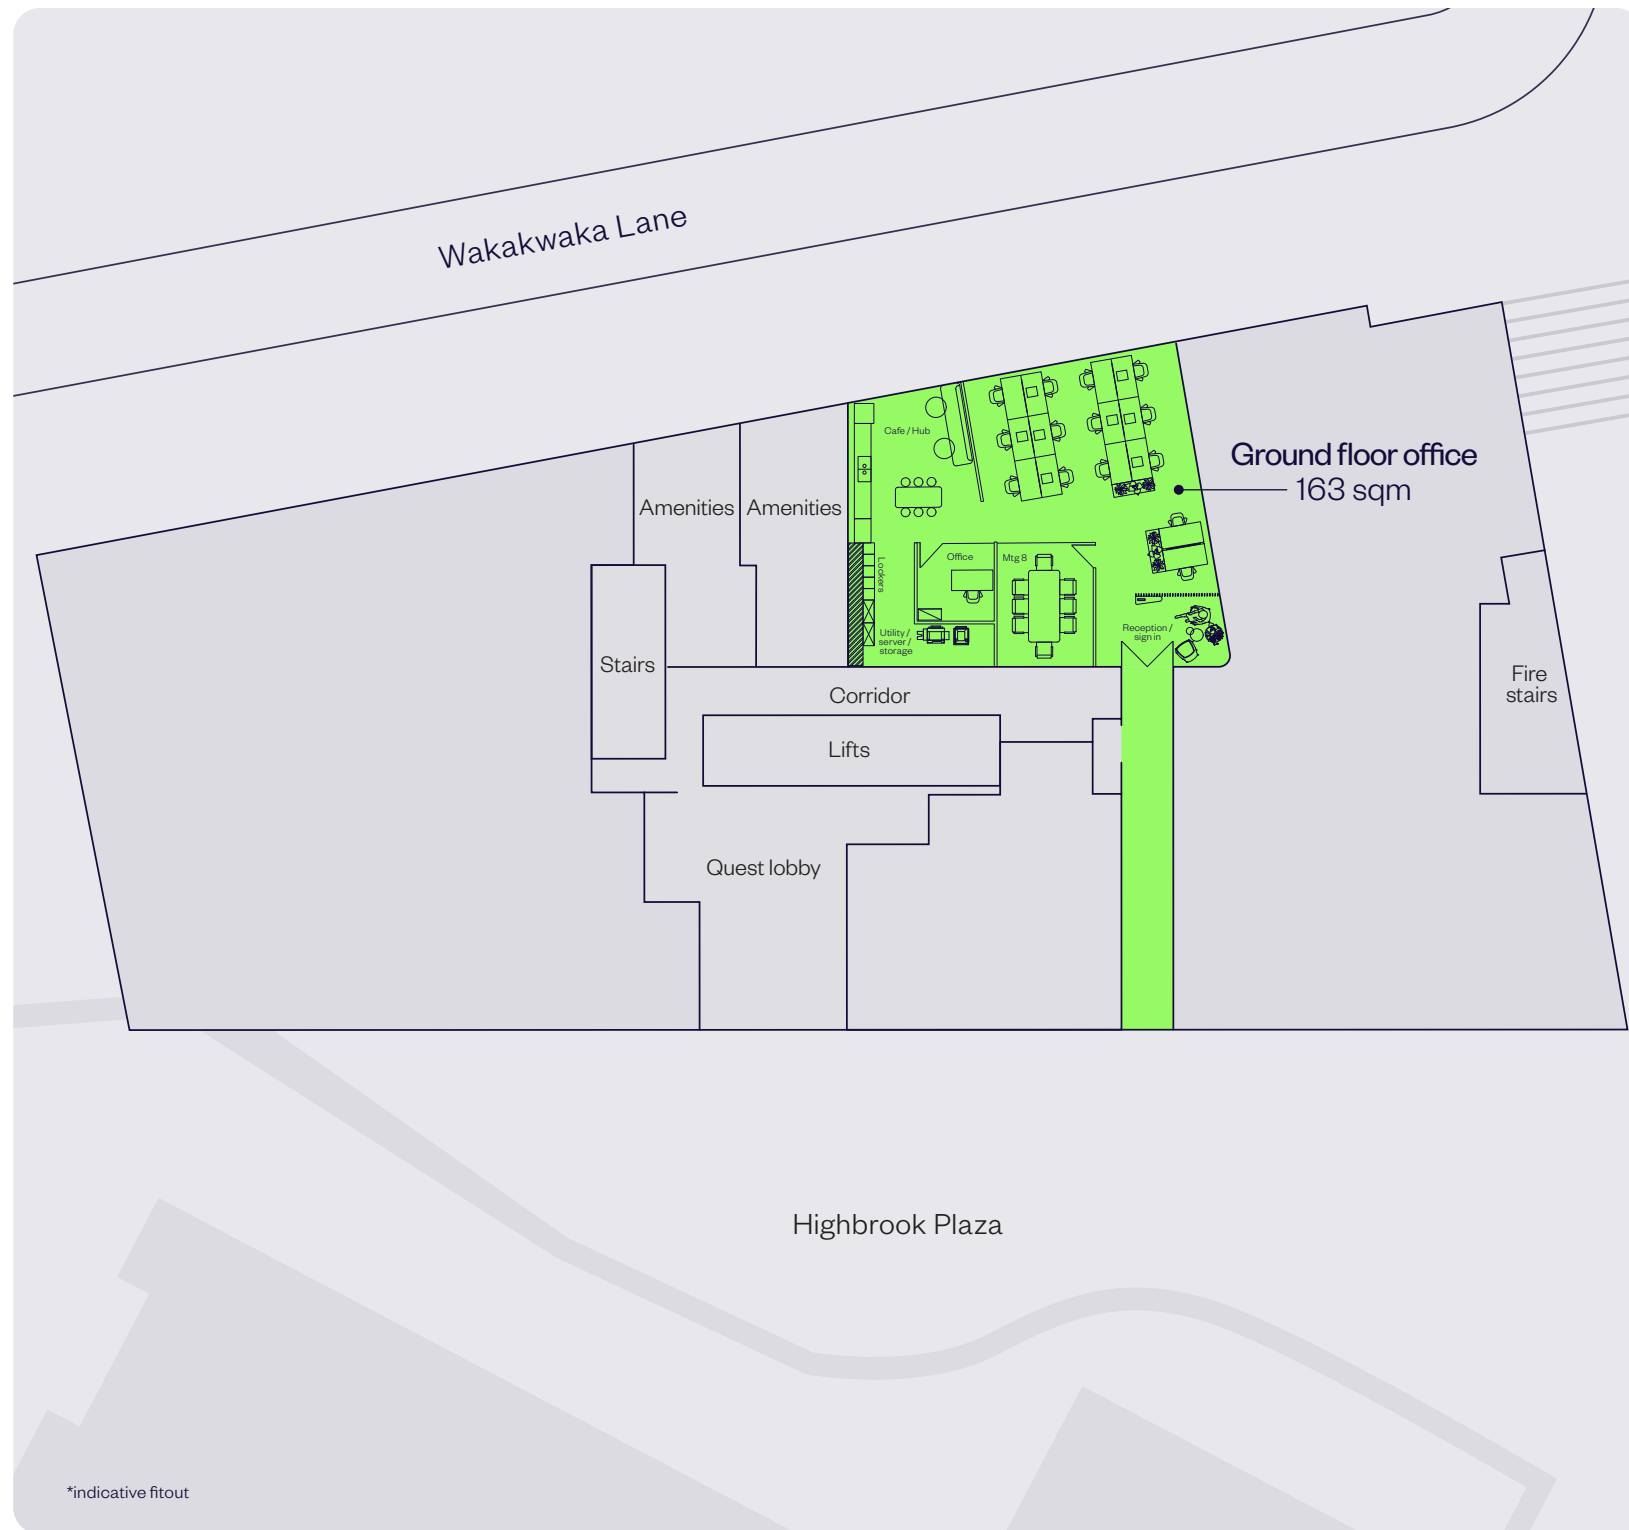 Wakakwaka Lane
Cafe / Hub
Ground floor office
163 sqm
Amenities
Amenities
Office
Mtg 8
Lockers
Utility /
server /
storage
Reception /
sign in
Stairs
Corridor
Fire
stairs
Lifts
Quest lobby
Highbrook Plaza
*indicative fitout